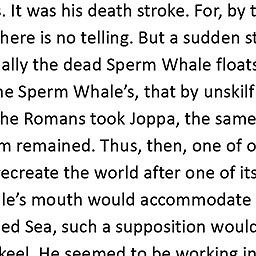 . It was his death stroke. For, by t
here is no telling. But a sudden st
ally the dead Sperm Whale floats
he Sperm Whale’s, that by unskilf
he Romans took Joppa, the same
m remained. Thus, then, one of o
recreate the world after one of its
le’s mouth would accommodate
ed Sea, such a supposition would
keel. He seemed to be working in